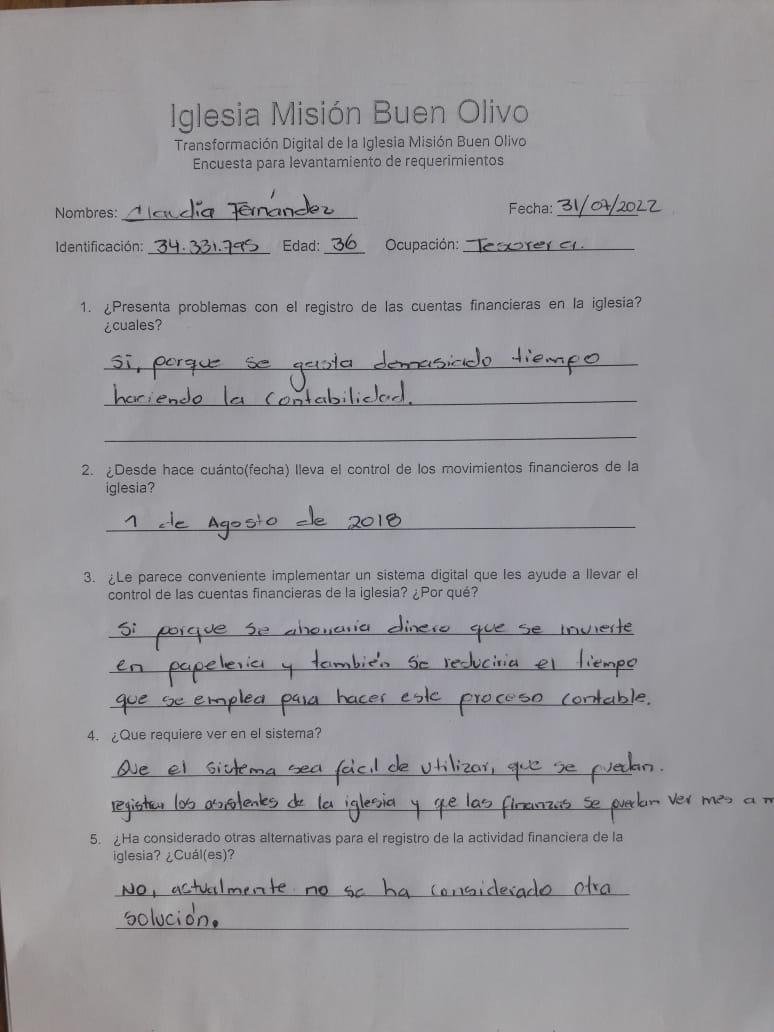 Iglesia Misión Buen Olivo
Transformación Digital de la Iglesia Misión Buen Olivo
Encuesta para levantamiento de requerimientos
Nombres: Claudia Fernández Fecha: 31/07/2022
Identificación: 34.331.795 Edad: 36 Ocupación: Tesorera.
1. ¿Presenta problemas con el registro de las cuentas financieras en la iglesia?
¿cuales?
Si, porque se gasta demasiado tiempo
haciendo la contabilidad.
2. ¿Desde hace cuánto(fecha) lleva el control de los movimientos financieros de la
iglesia?
1 de Agosto de 2018
3. ¿Le parece conveniente implementar un sistema digital que les ayude a llevar el
control de las cuentas financieras de la iglesia? ¿Por qué?
Si porque se ahorraria dinero que se invierte
en papeleria y también se reduciria el tiempo
que se emplea para hacer este proceso contable.
4. ¿Que requiere ver en el sistema?
Que el sistema sea fácil de utilizar, que se puedan.
registrar los asistentes de la iglesia y qe las finanzas se puedan ver mes a m
5. ¿Ha considerado otras alternativas para el registro de la actividad financiera de la
iglesia? ¿Cuál(es)?
No, actualmente no se ha considerado otra
solución.